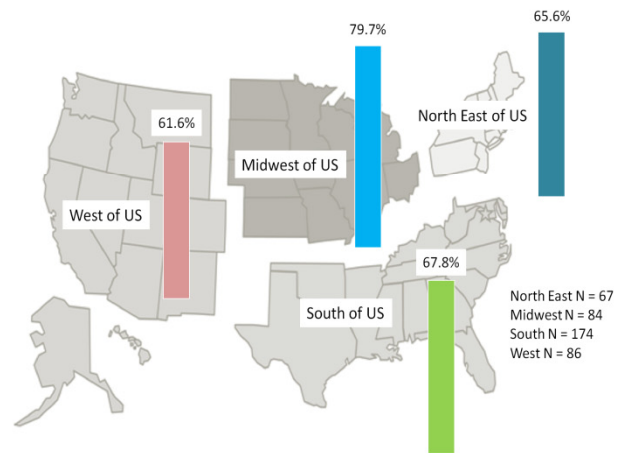 65.6%
79.7%
North East of US
61.6%
Midwest of US
West of US
67.8%
South of US
North East N = 67
Midwest N = 84
South N = 174
West N = 86